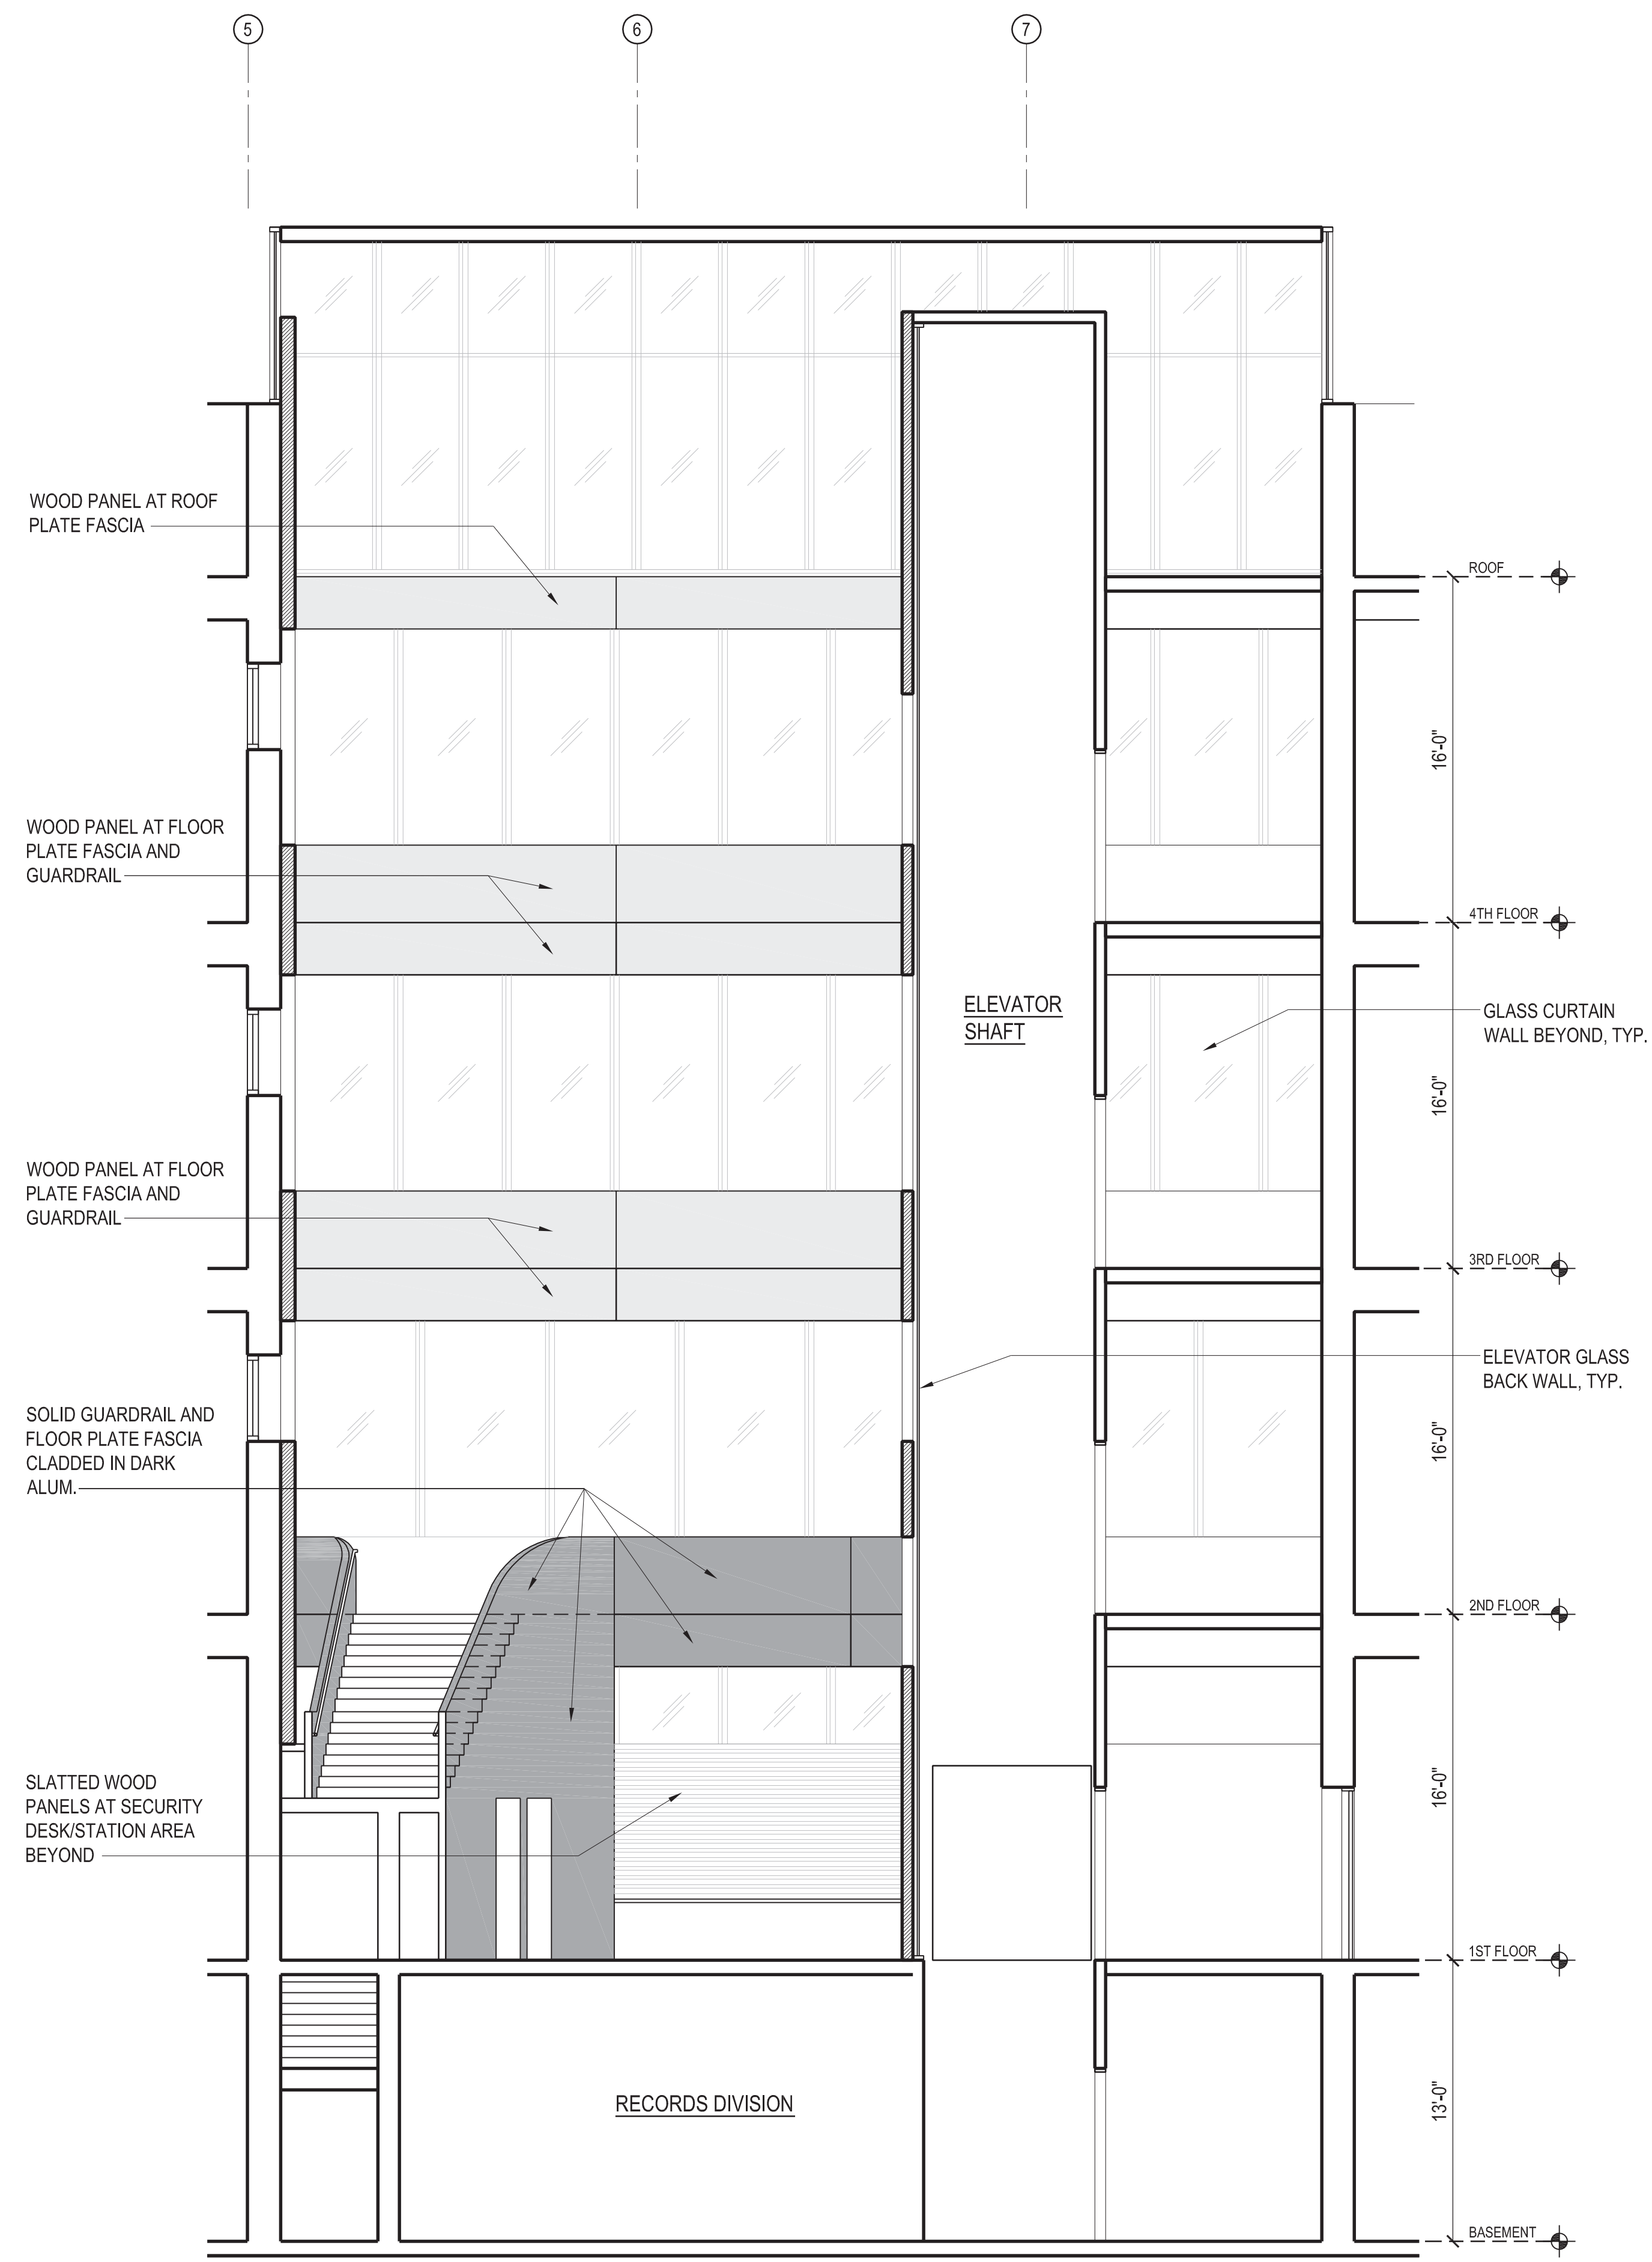 5
6
7
WOOD PANEL AT ROOF
PLATE FASCIA
ROOF
16'-0"
WOOD PANEL AT FLOOR
PLATE FASCIA AND
GUARDRAIL
4TH FLOOR
ELEVATOR
SHAFT
GLASS CURTAIN
WALL BEYOND, TYP.
16'-0"
WOOD PANEL AT FLOOR
PLATE FASCIA AND
GUARDRAIL
3RD FLOOR
ELEVATOR GLASS
BACK WALL, TYP.
16'-0"
SOLID GUARDRAIL AND
FLOOR PLATE FASCIA
CLADDED IN DARK
ALUM.
2ND FLOOR
16'-0"
SLATTED WOOD
PANELS AT SECURITY
DESK/STATION AREA
BEYOND
1ST FLOOR
13'-0"
RECORDS DIVISION
BASEMENT